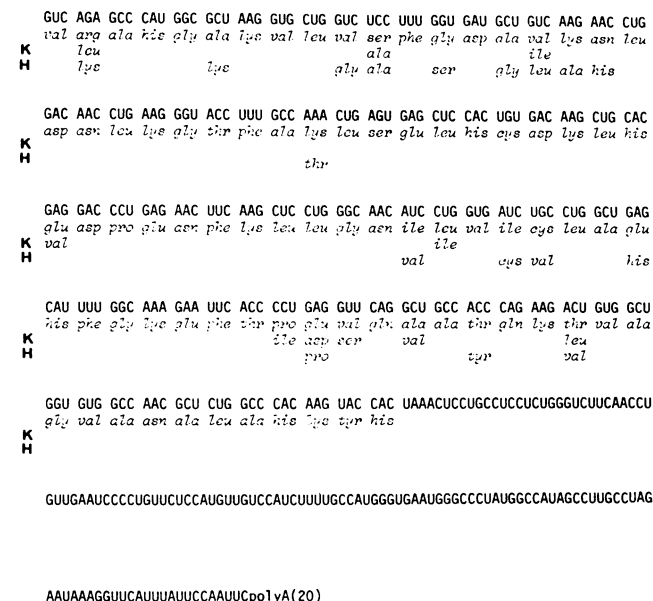 GUC AGA GCC CAU GGC GCU AAG GUG CUG GUC UCC UUU GGU GAU GCU GUC AAG AAC CUG
val arg ala his gly ala lys val leu val ser phe gly asp ala val lys asn leu
K leu ala ile
H lys lys gly ala ser gly leu ala his
GAC AAC CUG AAG GGU ACC UUU GCC AAA CUG AGU GAG CUC CAC UGU GAC AAG CUG CAC
asp asn leu lys gly thr phe ala lys leu ser glu leu his cys asp lys leu his
K
H thr
GAG GAC CCU GAG AAC UUC AAG CUC CUG GGC AAC AUC CUG GUG AUC UGC CUG GCU GAG
glu asp pro glu asn phe lys leu leu gly asn ile leu val ile cys leu ala glu
K val ile
H val cys val his
CAU UUU GGC AAA GAA UUC ACC CCU GAG GUU CAG GCU GCC ACC CAG AAG ACU GUG GCU
his phe gly lys glu phe thr pro glu val gln ala ala thr gln lys thr val ala
K ile asp ser val leu
H pro tyr val
GGU GUG GCC AAC GCU CUG GCC CAC AAG UAC CAC UAAACUCCUGCCUCCUCUGGGUCUUCAACCU
gly val ala asn ala leu ala his lys tyr his
K
H
GUUGAAUCCCCUGUUCUCCAUGUUGUCCAUCUUUUGCCAUGGGUGAAUGGGCCCUAUGGCCAUAGCCUUGCCUAG
AAUAAAGGUUCAUUUAUUCCAAUUCpolyA(20)